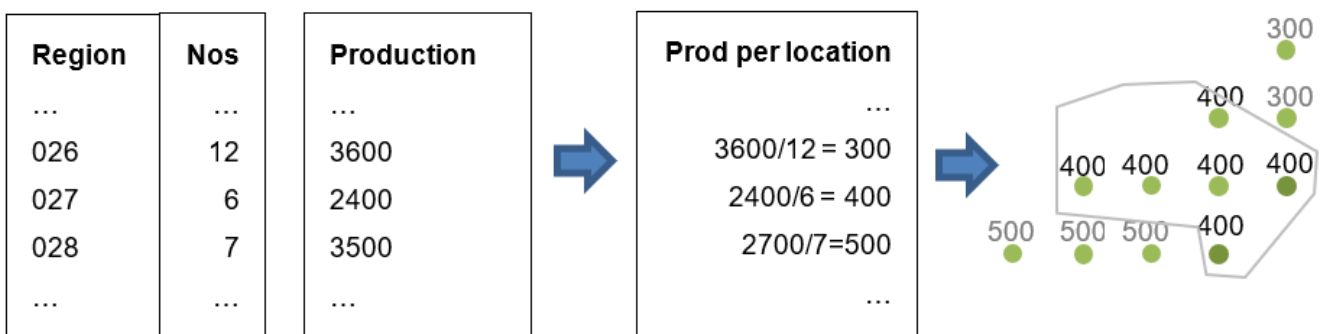 Region Nos Production Prod per location
... ... ... ...
026 12 3600 3600/12 = 300
027 6 2400 2400/6 = 400
028 7 3500 2700/7=500
... ... ... ...
300
400 300
400 400 400 400
500 500 500 400